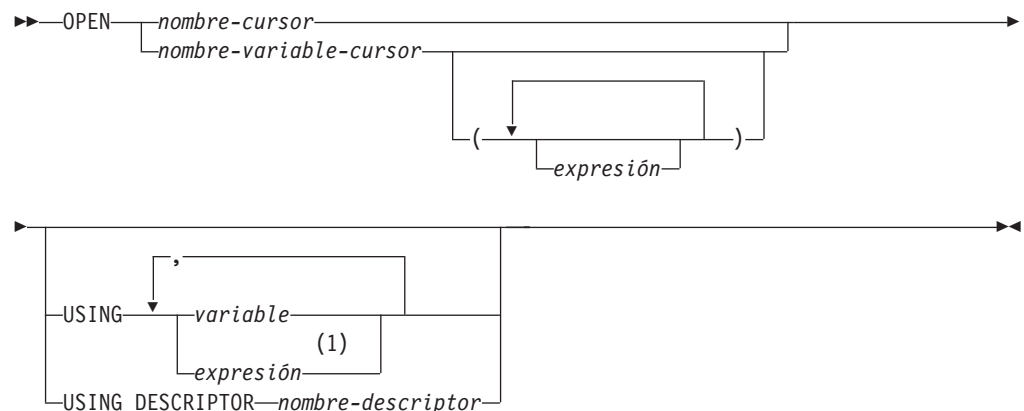 OPEN nombre-cursor
nombre-variable-cursor
( expresión )
,
USING variable
(1)
expresión
USING DESCRIPTOR nombre-descriptor